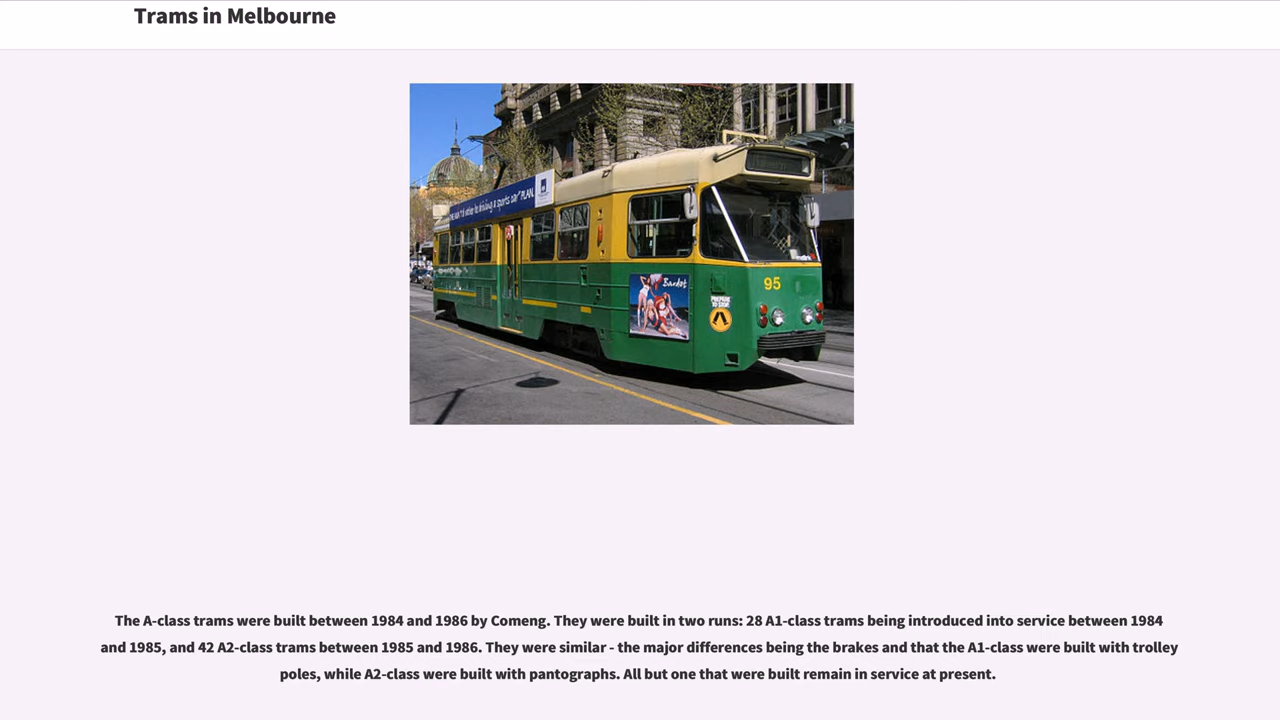 Trams in Melbourne
Bardot
95
PREPARE
TO STOP
The A-class trams were built between 1984 and 1986 by Comeng. They were built in two runs: 28 A1-class trams being introduced into service between 1984
and 1985, and 42 A2-class trams between 1985 and 1986. They were similar - the major differences being the brakes and that the A1-class were built with trolley
poles, while A2-class were built with pantographs. All but one that were built remain in service at present.